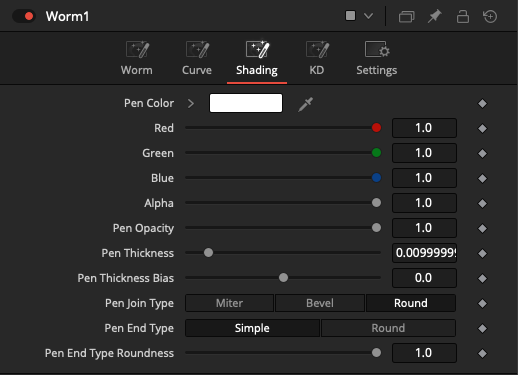 Worm1
Worm Curve Shading KD Settings
Pen Color
Red 1.0
Green 1.0
Blue 1.0
Alpha 1.0
Pen Opacity 1.0
Pen Thickness 0.0099999
Pen Thickness Bias 0.0
Pen Join Type Miter Bevel Round
Pen End Type Simple Round
Pen End Type Roundness 1.0